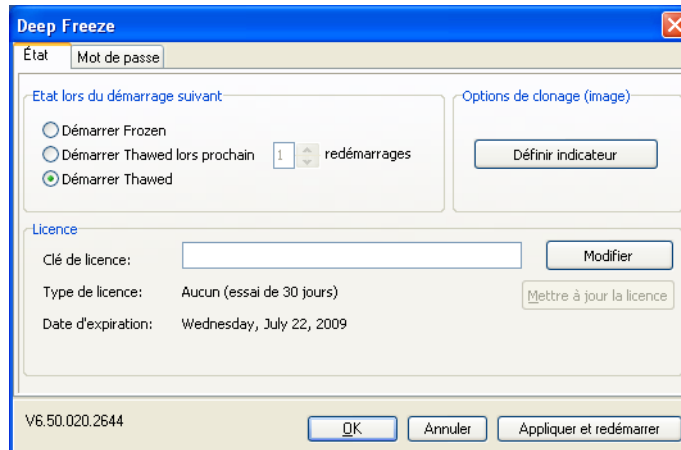 Deep Freeze
État
Mot de passe
Etat lors du démarrage suivant
Démarrer Frozen
Démarrer Thawed lors prochain 1 redémarrages
Démarrer Thawed
Options de clonage (image)
Définir indicateur
Licence
Clé de licence:
Modifier
Type de licence: Aucun (essai de 30 jours)
Mettre à jour la licence
Date d'expiration: Wednesday, July 22, 2009
V6.50.020.2644
OK
Annuler
Appliquer et redémarrer